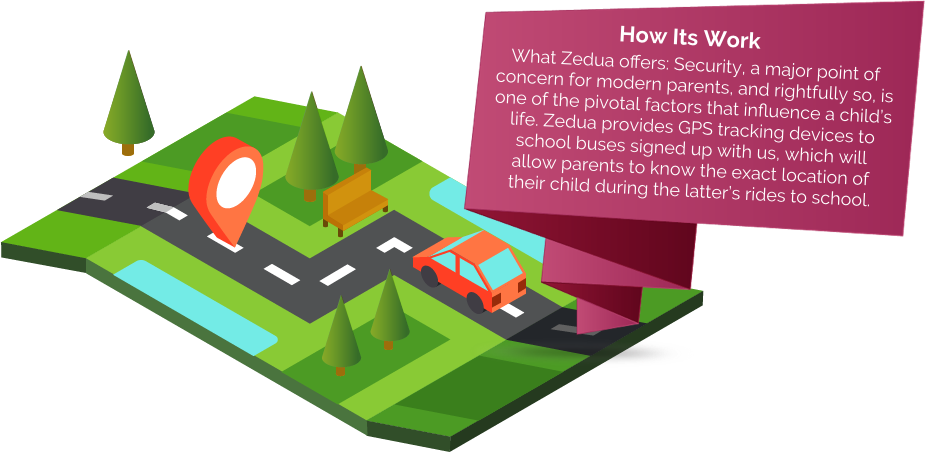 How Its Work
What Zedua offers: Security, a major point of
concern for modern parents, and rightfully so, is
one of the pivotal factors that influence a child's
life. Zedua provides GPS tracking devices to
school buses signed up with us, which will
allow parents to know the exact location of
their child during the latter's rides to school.